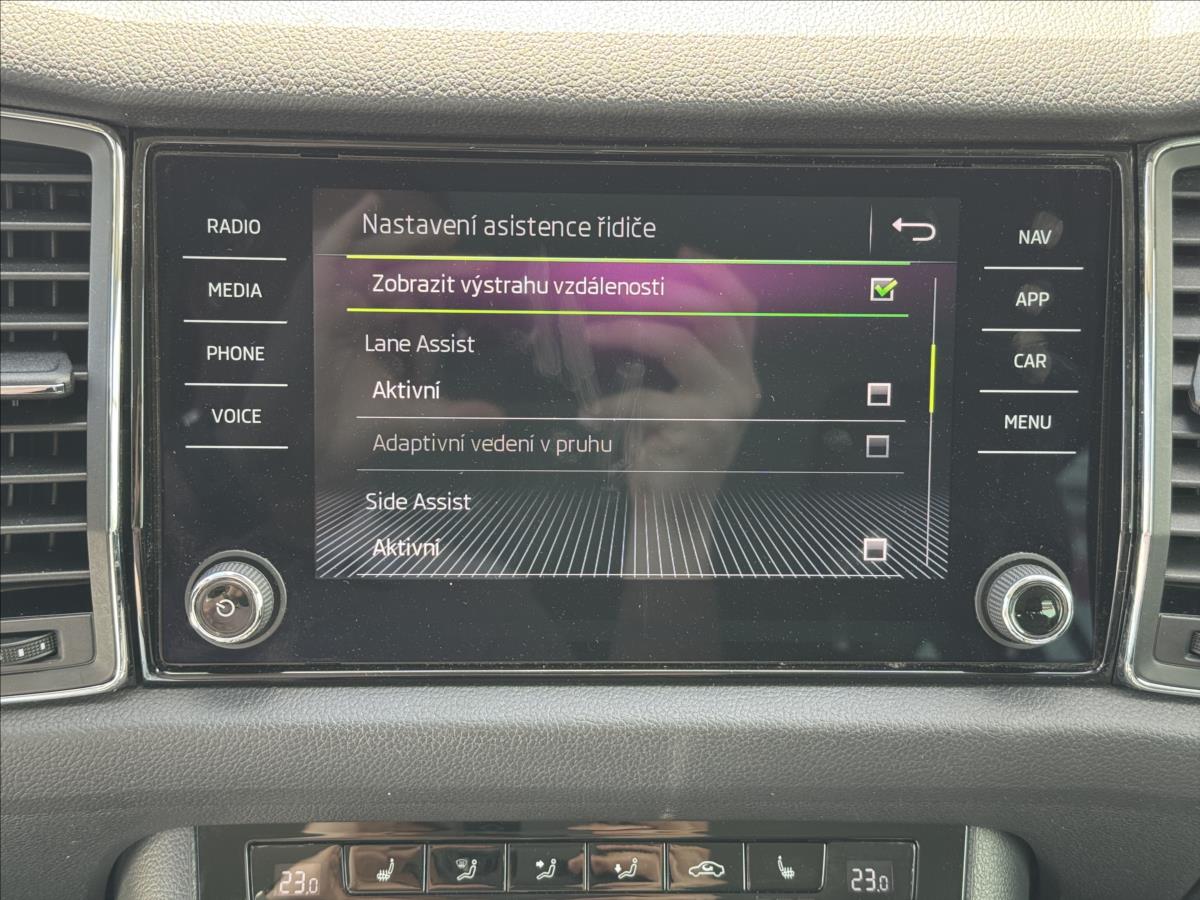 RADIO
MEDIA
PHONE
VOICE
Nastavení asistence řidiče
Zobrazit výstrahu vzdálenosti
Lane Assist
Aktivní
Adaptivní vedení v pruhu
Side Assist
Aktivní
NAV
APP
CAR
MENU
23.0
23.0